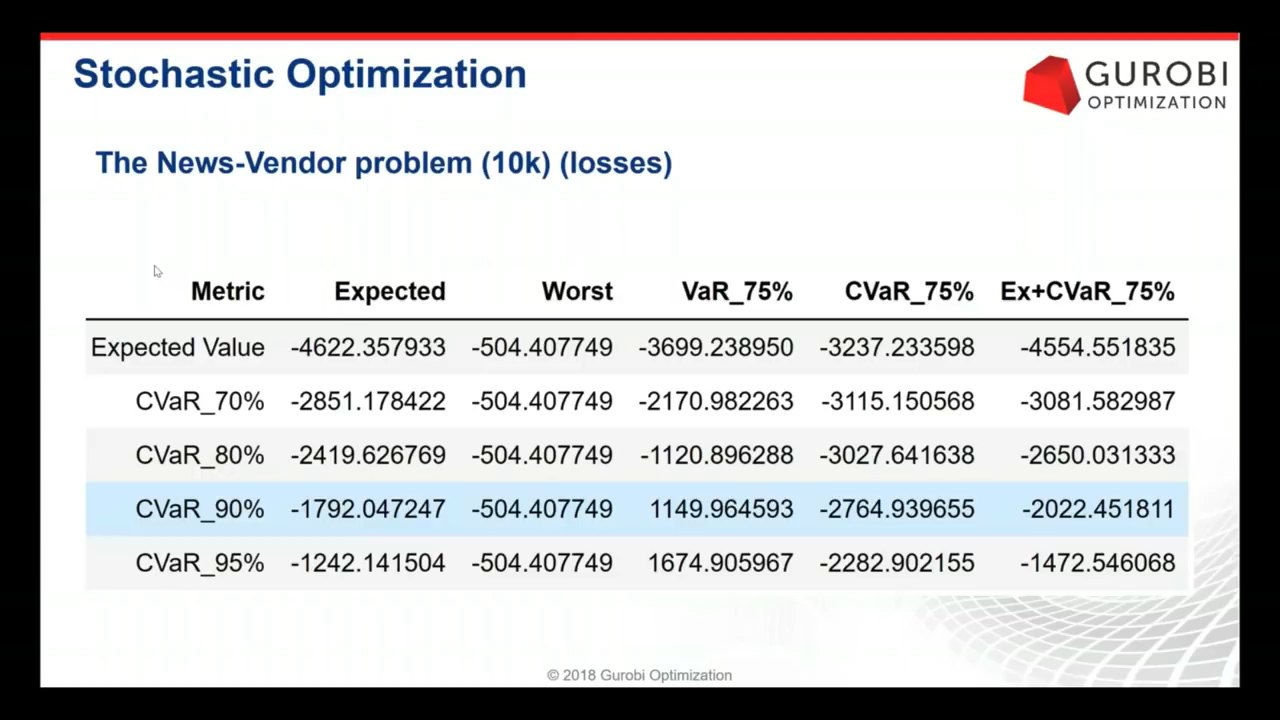 Stochastic Optimization
GUROBI
OPTIMIZATION
The News-Vendor problem (10k) (losses)
Metric Expected Worst VaR_75% CVaR_75% Ex+CVaR_75%
Expected Value -4622.357933 -504.407749 -3699.238950 -3237.233598 -4554.551835
CVaR_70% -2851.178422 -504.407749 -2170.982263 -3115.150568 -3081.582987
CVaR_80% -2419.626769 -504.407749 -1120.896288 -3027.641638 -2650.031333
CVaR_90% -1792.047247 -504.407749 1149.964593 -2764.939655 -2022.451811
CVaR_95% -1242.141504 -504.407749 1674.905967 -2282.902155 -1472.546068
© 2018 Gurobi Optimization